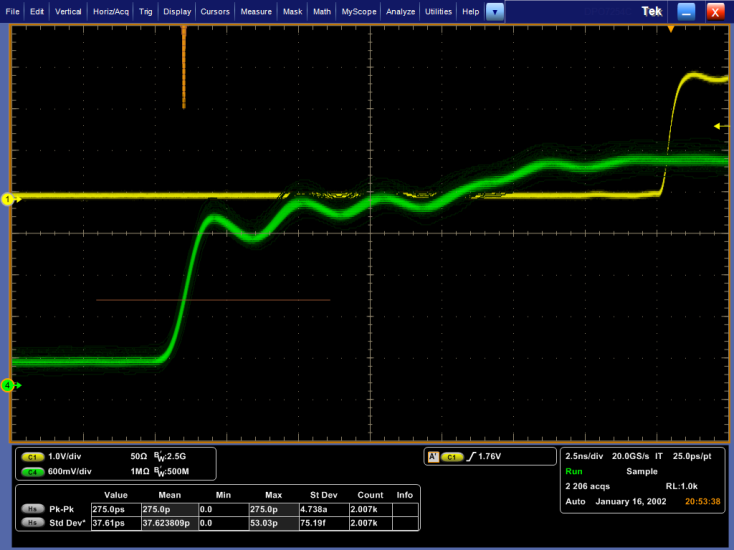 File Edit Vertical Horiz/Acq Trig Display Cursors Measure Mask Math MyScope Analyze Utilities Help Tek X
1
4
C1 1.0V/div 50Ω BW:2.5G
C4 600mV/div 1MΩ BW:500M
A' C1 1.76V
2.5ns/div 20.0GS/s IT 25.0ps/pt
Run Sample
2 206 acqs RL:1.0k
Auto January 16, 2002 20:53:38
Value Mean Min Max St Dev Count Info
Hs Pk-Pk 275.0ps 275.0p 0.0 275.0p 4.738a 2.007k
Hs Std Dev* 37.61ps 37.623809p 0.0 53.03p 75.19f 2.007k